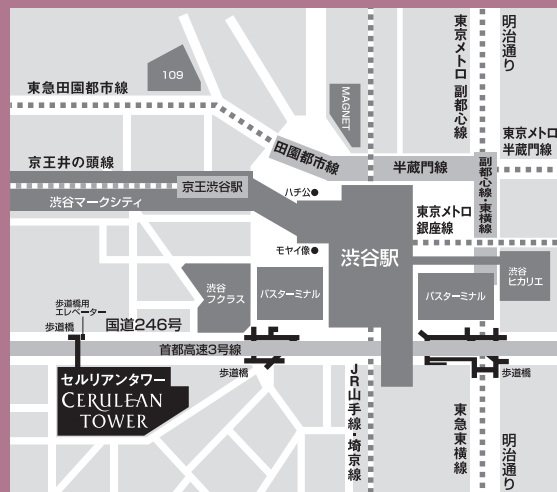 109
MAGNET
東京メトロ 副都心線
明治通り
東急田園都市線
東京メトロ
半蔵門線
田園都市線
半蔵門線
副都心線・東横線
京王井の頭線
京王渋谷駅
ハチ公
渋谷マークシティ
東京メトロ
銀座線
モヤイ像
渋谷駅
渋谷
フクラス
バスターミナル
バスターミナル
渋谷
ヒカリエ
歩道橋用
エレベーター
歩道橋
国道246号
首都高速3号線
歩道橋
歩道橋
セルリアンタワー
CERULEAN
TOWER
JR山手線・埼京線
東急東横線
明治通り